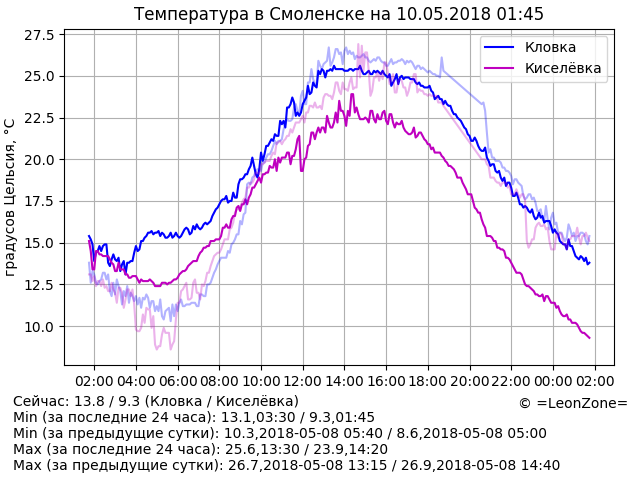 Температура в Смоленске на 10.05.2018 01:45
27.5
25.0
22.5
20.0
17.5
15.0
12.5
10.0
градусов Цельсия, °C
Кловка
Киселёвка
02:00 04:00 06:00 08:00 10:00 12:00 14:00 16:00 18:00 20:00 22:00 00:00 02:00
Сейчас: 13.8 / 9.3 (Кловка / Киселёвка)
© =LeonZone=
Min (за последние 24 часа): 13.1,03:30 / 9.3,01:45
Min (за предыдущие сутки): 10.3,2018-05-08 05:40 / 8.6,2018-05-08 05:00
Max (за последние 24 часа): 25.6,13:30 / 23.9,14:20
Max (за предыдущие сутки): 26.7,2018-05-08 13:15 / 26.9,2018-05-08 14:40